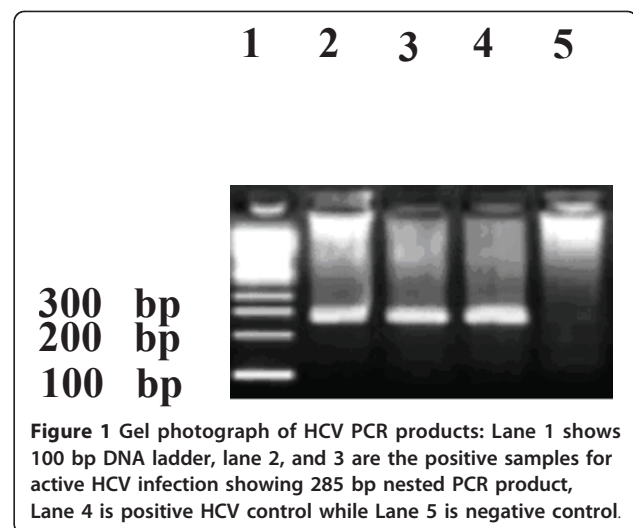 1 2 3 4 5
300 bp
200 bp
100 bp
Figure 1 Gel photograph of HCV PCR products: Lane 1 shows
100 bp DNA ladder, lane 2, and 3 are the positive samples for
active HCV infection showing 285 bp nested PCR product,
Lane 4 is positive HCV control while Lane 5 is negative control.